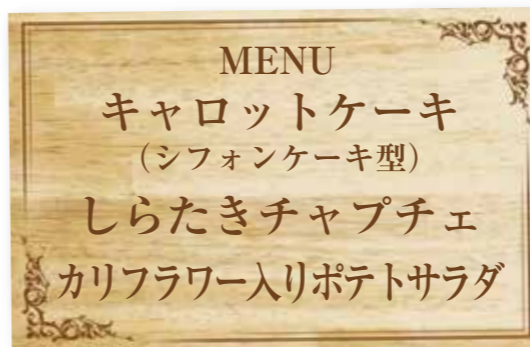 MENU
キャロットケーキ
(シフォンケーキ型)
しらたきチャプチェ
カリフラワー入りポテトサラダ